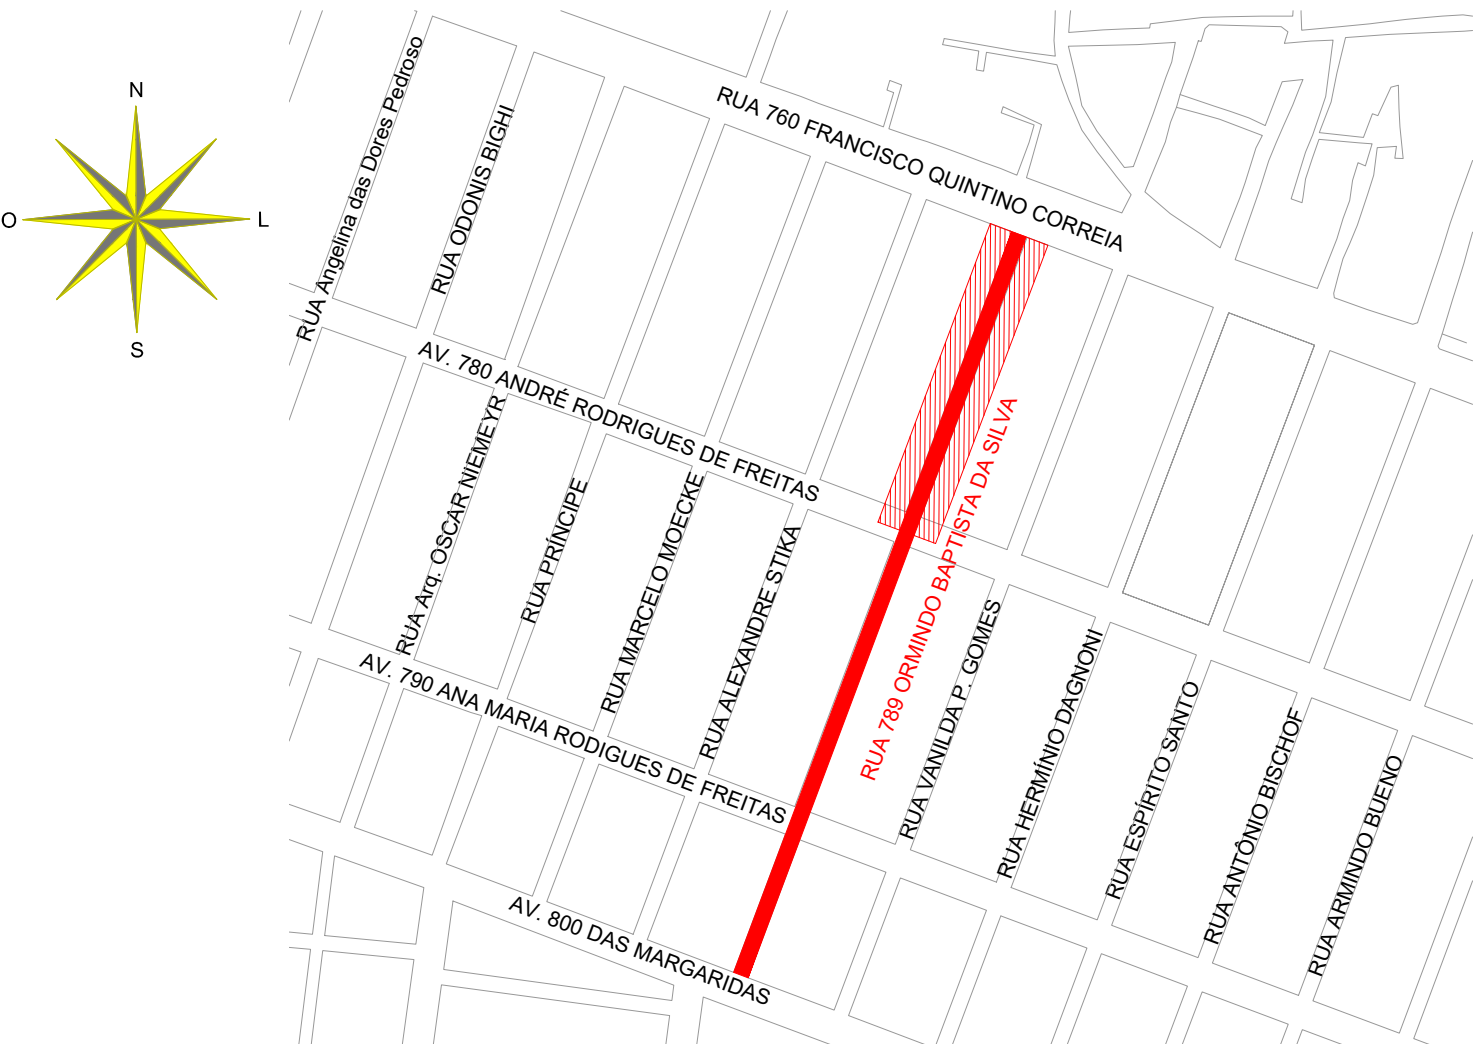 N
O
L
S
RUA Angelina das Dores Pedroso
RUA ODONIS BIGHI
RUA 760 FRANCISCO QUINTINO CORREIA
AV. 780 ANDRÉ RODRIGUES DE FREITAS
RUA Arq. OSCAR NIEMEYR
RUA PRÍNCIPE
RUA MARCELO MOECKE
RUA ALEXANDRE STIKA
RUA 789 ORMINDO BAPTISTA DA SILVA
RUA VANILDA P. GOMES
RUA HERMÍNIO DAGNONI
RUA ESPÍRITO SANTO
RUA ANTÔNIO BISCHOF
RUA ARMINDO BUENO
AV. 790 ANA MARIA RODIGUES DE FREITAS
AV. 800 DAS MARGARIDAS